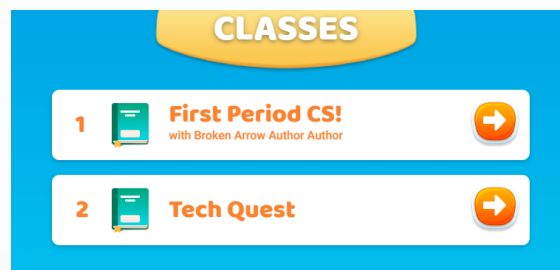 CLASSES
1
First Period CS!
with Broken Arrow Author Author
2
Tech Quest